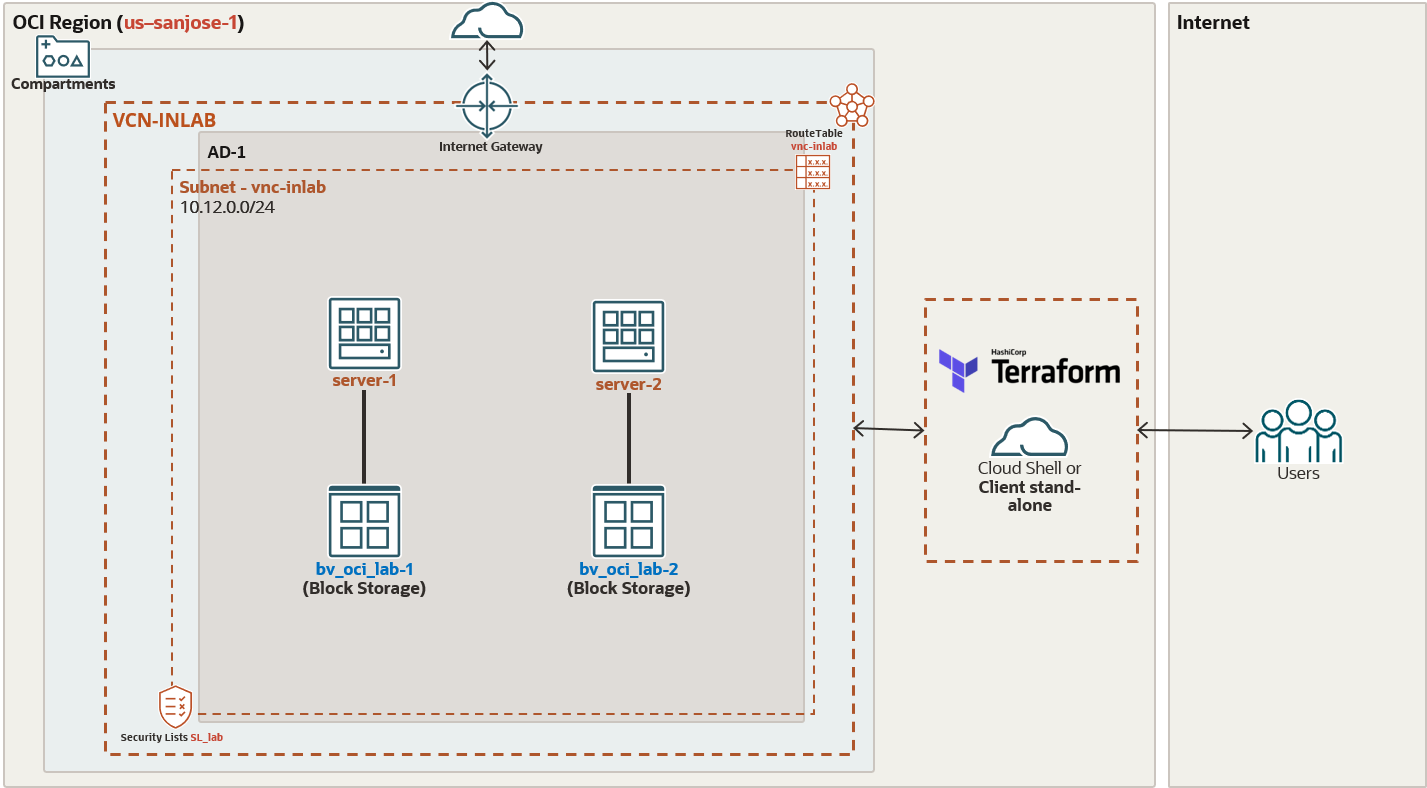 OCI Region (us–sanjose-1)
Internet
Compartments
VCN-INLAB
Internet Gateway
RouteTable
vnc-inlab
x.x.x.
x.x.x.
x.x.x.
AD-1
Subnet - vnc-inlab
10.12.0.0/24
server-1
server-2
bv_oci_lab-1
(Block Storage)
bv_oci_lab-2
(Block Storage)
Security Lists SL_lab
HashiCorp
Terraform
Cloud Shell or
Client stand-
alone
Users